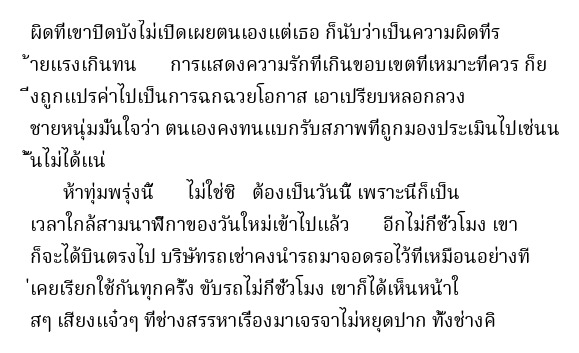 ผิดที่เขาปิดบังไม่เปิดเผยตนเองแต่เธอ ก็นับว่าเป็นความผิดที่ร
้ายแรงเกินทน การแสดงความรักที่เกินขอบเขตที่เหมาะที่ควร ก็ย
ิ่งถูกแปรค่าไปเป็นการฉกฉวยโอกาส เอาเปรียบหลอกลวง
ชายหนุ่มมั่นใจว่า ตนเองคงทนแบกรับสภาพที่ถูกมองประเมินไปเช่นน
ั้นไม่ได้แน่
ห้าทุ่มพรุ่งนี้ ไม่ใช่ซิ ต้องเป็นวันนี้ เพราะนี่ก็เป็น
เวลาใกล้สามนาฬิกาของวันใหม่เข้าไปแล้ว อีกไม่กี่ชั่วโมง เขา
ก็จะได้บินตรงไป บริษัทรถเช่าคงนำรถมาจอดรอไว้ที่เหมือนอย่างที
่เคยเรียกใช้กันทุกครั้ง ขับรถไม่กี่ชั่วโมง เขาก็ได้เห็นหน้าใ
สๆ เสียงแจ๋วๆ ที่ช่างสรรหาเรื่องมาเจรจาไม่หยุดปาก ทั้งช่างคิ